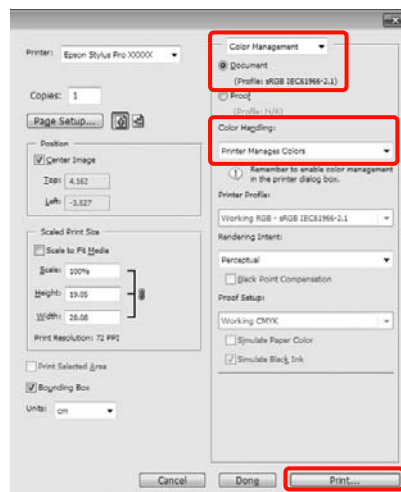 Printer: Epson Stylus Pro XXXXX
Copies: 1
Page Setup...
Position
Center Image
Top: 4.162
Left: -3.827
Scaled Print Size
Scale to Fit Media
Scale: 100%
Height: 19.05
Width: 28.08
Print Resolution: 72 PPI
Print Selected Area
Bounding Box
Units: cm
Color Management
Document
(Profile: sRGB IEC61966-2.1)
Proof
(Profile: N/A)
Color Handling:
Printer Manages Colors
Remember to enable color management
in the printer dialog box.
Printer Profile:
Working RGB - sRGB IEC61966-2.1
Rendering Intent:
Perceptual
Black Point Compensation
Proof Setup:
Working CMYK
Simulate Paper Color
Simulate Black Ink
Cancel
Done
Print...